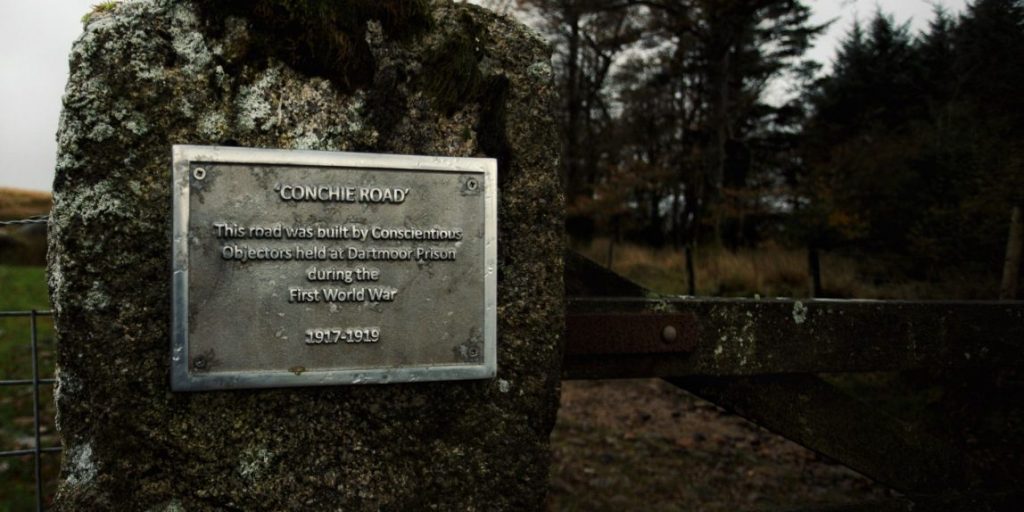 ‘CONCHIE ROAD’
This road was built by Conscientious
Objectors held at Dartmoor Prison
during the
First World War
1917-1919